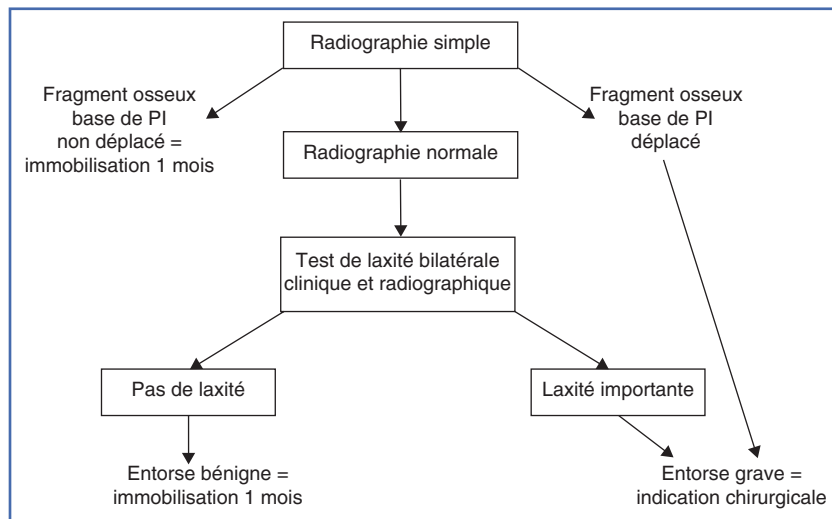 Radiographie simple
Fragment osseux
base de PI
non déplacé =
immobilisation 1 mois
Fragment osseux
base de PI
déplacé
Radiographie normale
Test de laxité bilatérale
clinique et radiographique
Pas de laxité
Laxité importante
Entorse bénigne =
immobilisation 1 mois
Entorse grave =
indication chirurgicale